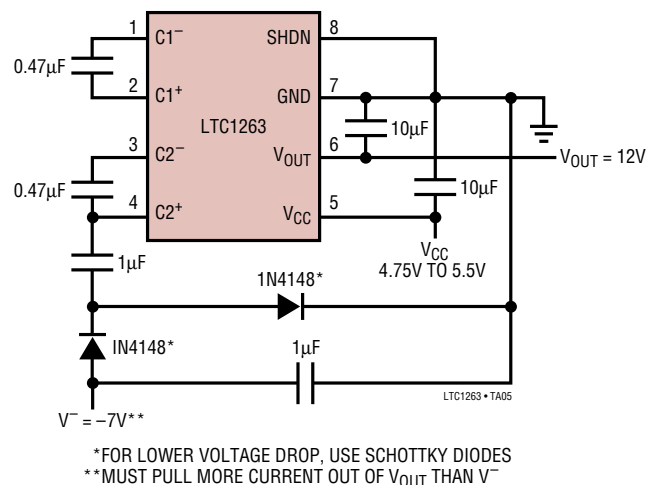 1 C1⁻ SHDN 8
0.47µF
2 C1⁺ GND 7
LTC1263
10µF
3 C2⁻ VOUT 6
VOUT = 12V
0.47µF
10µF
4 C2⁺ VCC 5
1µF
VCC
4.75V TO 5.5V
1N4148*
IN4148*
1µF
LTC1263 • TA05
V⁻ = –7V**
*FOR LOWER VOLTAGE DROP, USE SCHOTTKY DIODES
**MUST PULL MORE CURRENT OUT OF VOUT THAN V⁻